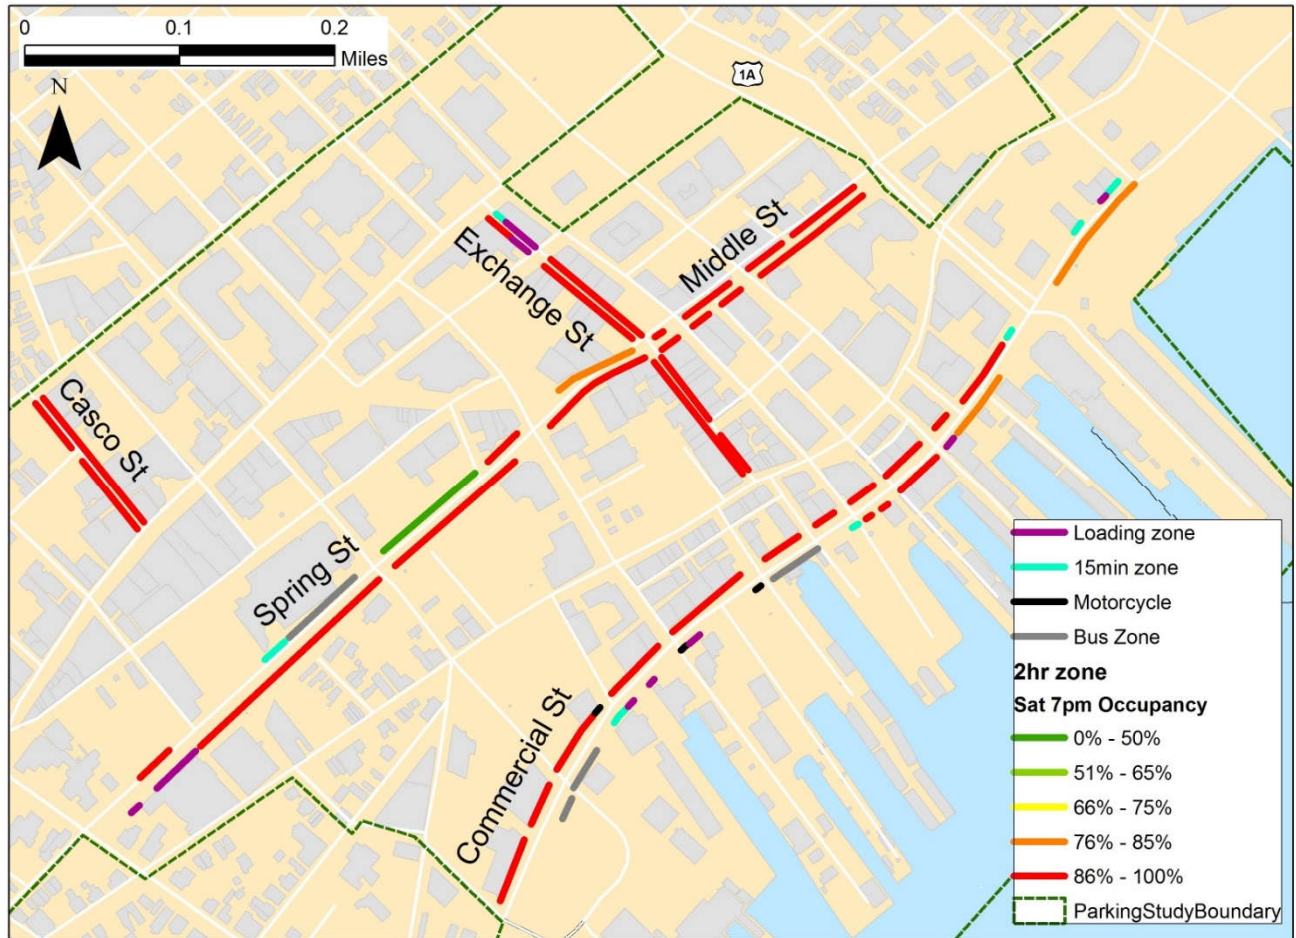 0 0.1 0.2
Miles
N
1A
Middle St
Exchange St
Casco St
Spring St
Commercial St
Loading zone
15min zone
Motorcycle
Bus Zone
2hr zone
Sat 7pm Occupancy
0% - 50%
51% - 65%
66% - 75%
76% - 85%
86% - 100%
ParkingStudyBoundary